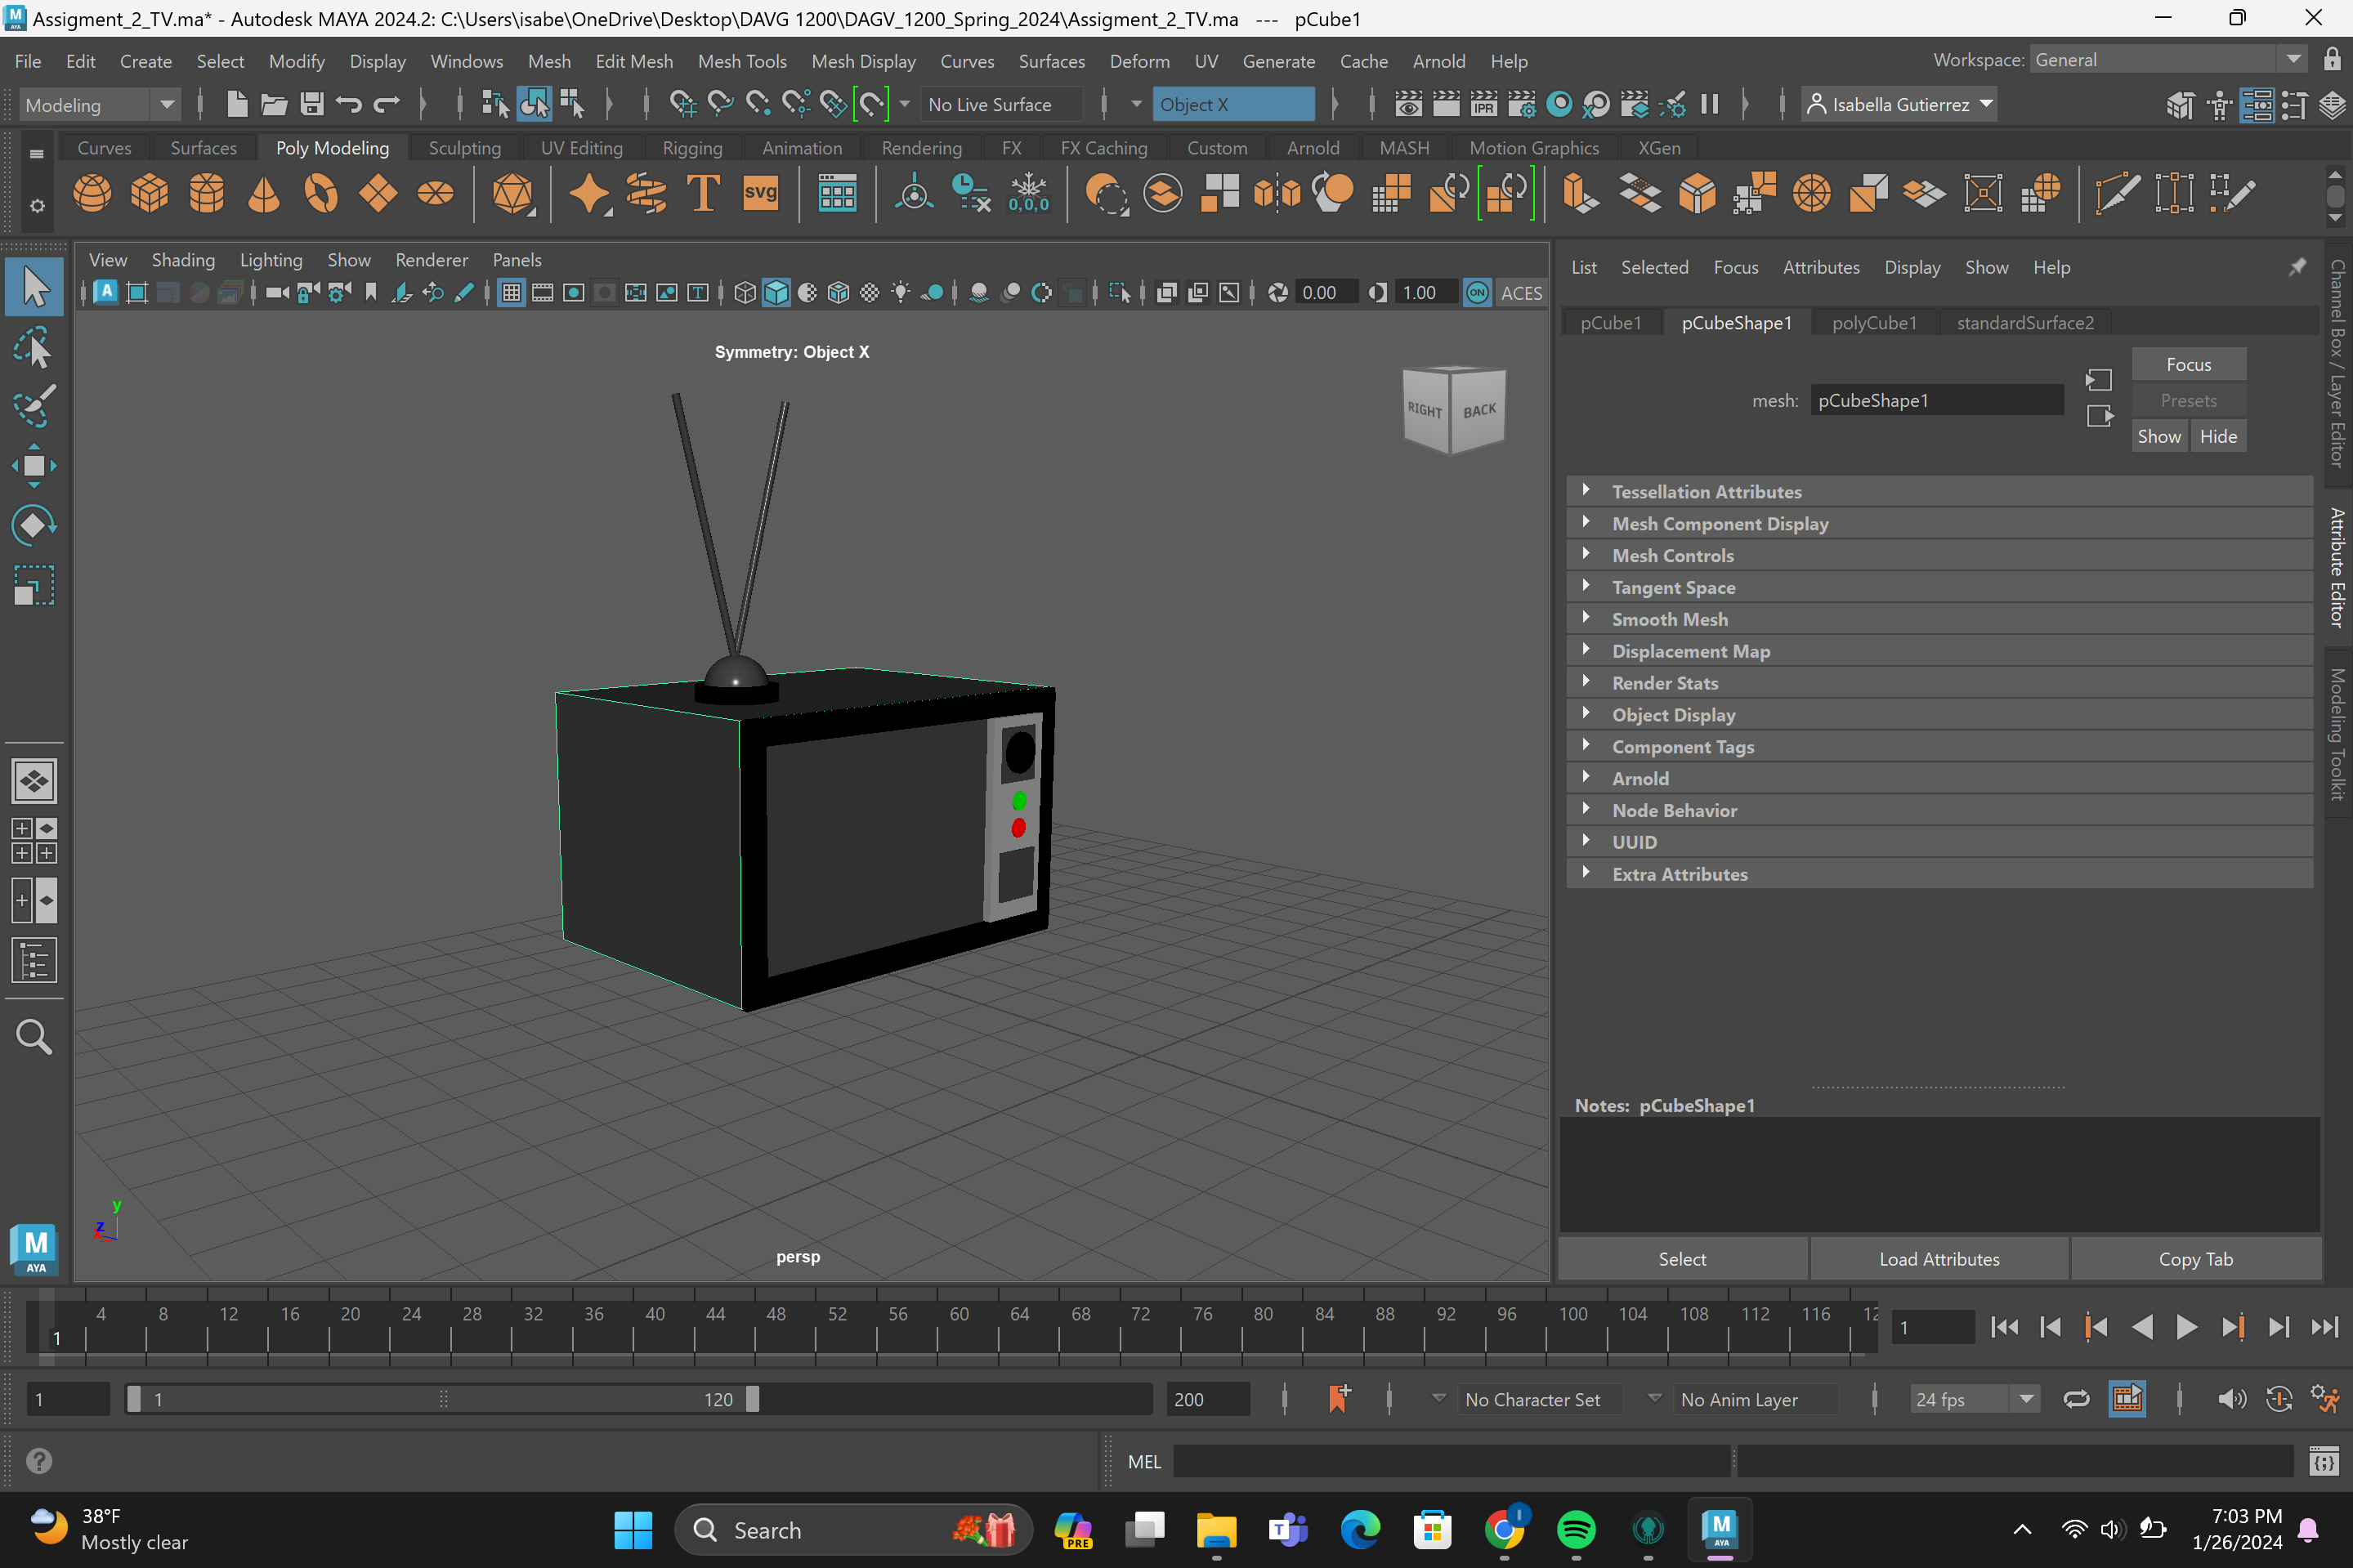 Assigment_2_TV.ma* - Autodesk MAYA 2024.2: C:\Users\isabe\OneDrive\Desktop\DAVG 1200\DAGV_1200_Spring_2024\Assigment_2_TV.ma --- pCube1
File Edit Create Select Modify Display Windows Mesh Edit Mesh Mesh Tools Mesh Display Curves Surfaces Deform UV Generate Cache Arnold Help Workspace: General
Modeling No Live Surface Object X IPR Isabella Gutierrez
Curves Surfaces Poly Modeling Sculpting UV Editing Rigging Animation Rendering FX FX Caching Custom Arnold MASH Motion Graphics XGen
T svg 0,0,0
View Shading Lighting Show Renderer Panels
0.00 1.00 ON ACES
Symmetry: Object X
RIGHT BACK
y
z
x
persp
List Selected Focus Attributes Display Show Help
pCube1 pCubeShape1 polyCube1 standardSurface2
Focus
mesh: pCubeShape1 Presets
Show Hide
Tessellation Attributes
Mesh Component Display
Mesh Controls
Tangent Space
Smooth Mesh
Displacement Map
Render Stats
Object Display
Component Tags
Arnold
Node Behavior
UUID
Extra Attributes
Notes: pCubeShape1
Select Load Attributes Copy Tab
Channel Box / Layer Editor
Attribute Editor
Modeling Toolkit
M
AYA
4 8 12 16 20 24 28 32 36 40 44 48 52 56 60 64 68 72 76 80 84 88 92 96 100 104 108 112 116 12
1 1
1 1 120 200 No Character Set No Anim Layer 24 fps
MEL
38°F
Mostly clear
Search
PRE
7:03 PM
1/26/2024